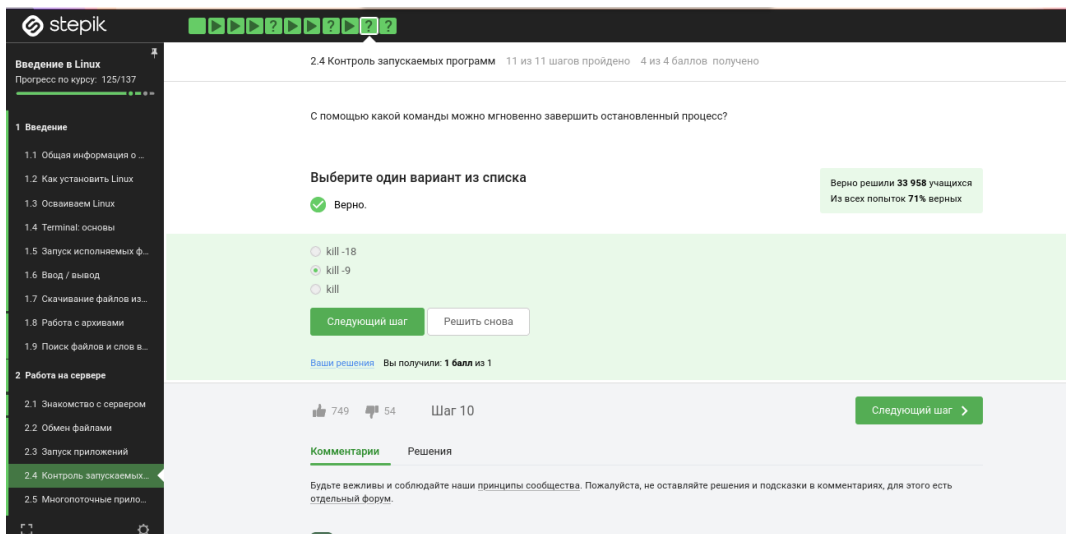 stepik
Введение в Linux
Прогресс по курсу: 125/137
1 Введение
1.1 Общая информация о ...
1.2 Как установить Linux
1.3 Осваиваем Linux
1.4 Terminal: основы
1.5 Запуск исполняемых ф...
1.6 Ввод / вывод
1.7 Скачивание файлов из...
1.8 Работа с архивами
1.9 Поиск файлов и слов в...
2 Работа на сервере
2.1 Знакомство с сервером
2.2 Обмен файлами
2.3 Запуск приложений
2.4 Контроль запускаемых...
2.5 Многопоточные прило...
? ? ? ?
2.4 Контроль запускаемых программ 11 из 11 шагов пройдено 4 из 4 баллов получено
С помощью какой команды можно мгновенно завершить остановленный процесс?
Выберите один вариант из списка
Верно.
Верно решили 33 958 учащихся
Из всех попыток 71% верных
kill -18
kill -9
kill
Следующий шаг Решить снова
Ваши решения Вы получили: 1 балл из 1
749 54 Шаг 10 Следующий шаг
Комментарии Решения
Будьте вежливы и соблюдайте наши принципы сообщества. Пожалуйста, не оставляйте решения и подсказки в комментариях, для этого есть
отдельный форум.